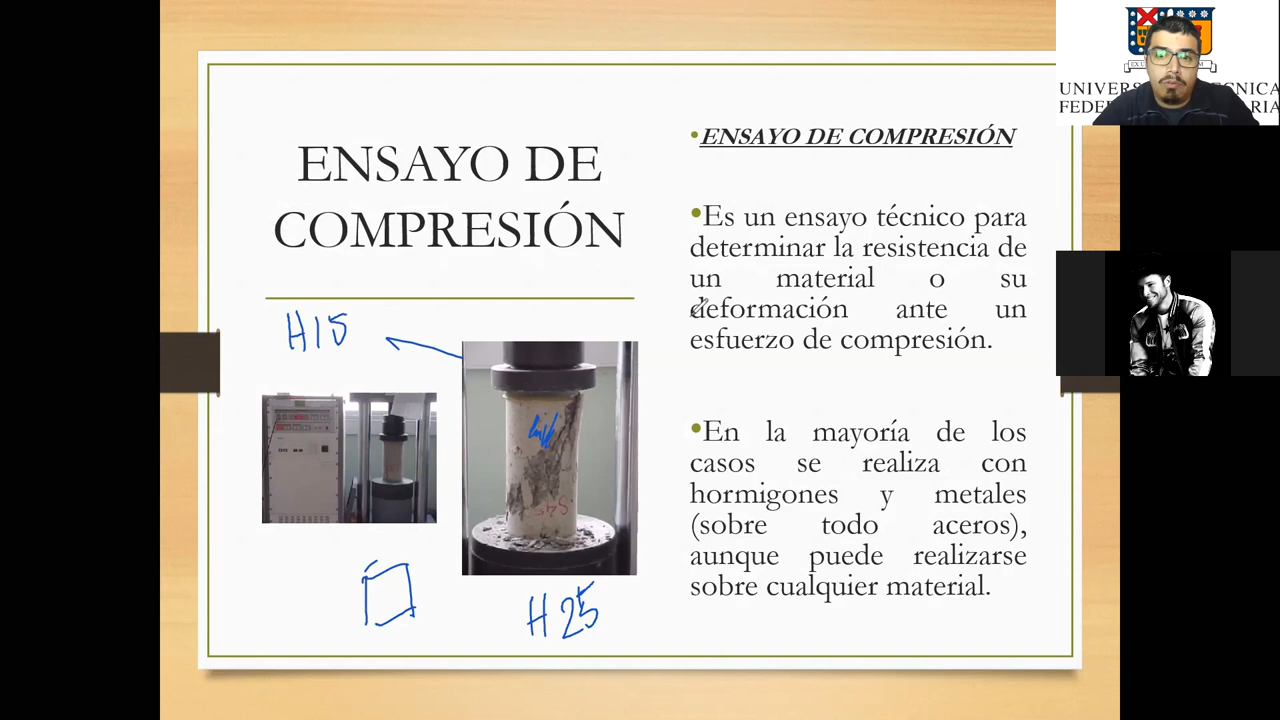 ENSAYO DE
COMPRESIÓN
H15
H25
•ENSAYO DE COMPRESIÓN
•Es un ensayo técnico para
determinar la resistencia de
un material o su
deformación ante un
esfuerzo de compresión.
•En la mayoría de los
casos se realiza con
hormigones y metales
(sobre todo aceros),
aunque puede realizarse
sobre cualquier material.